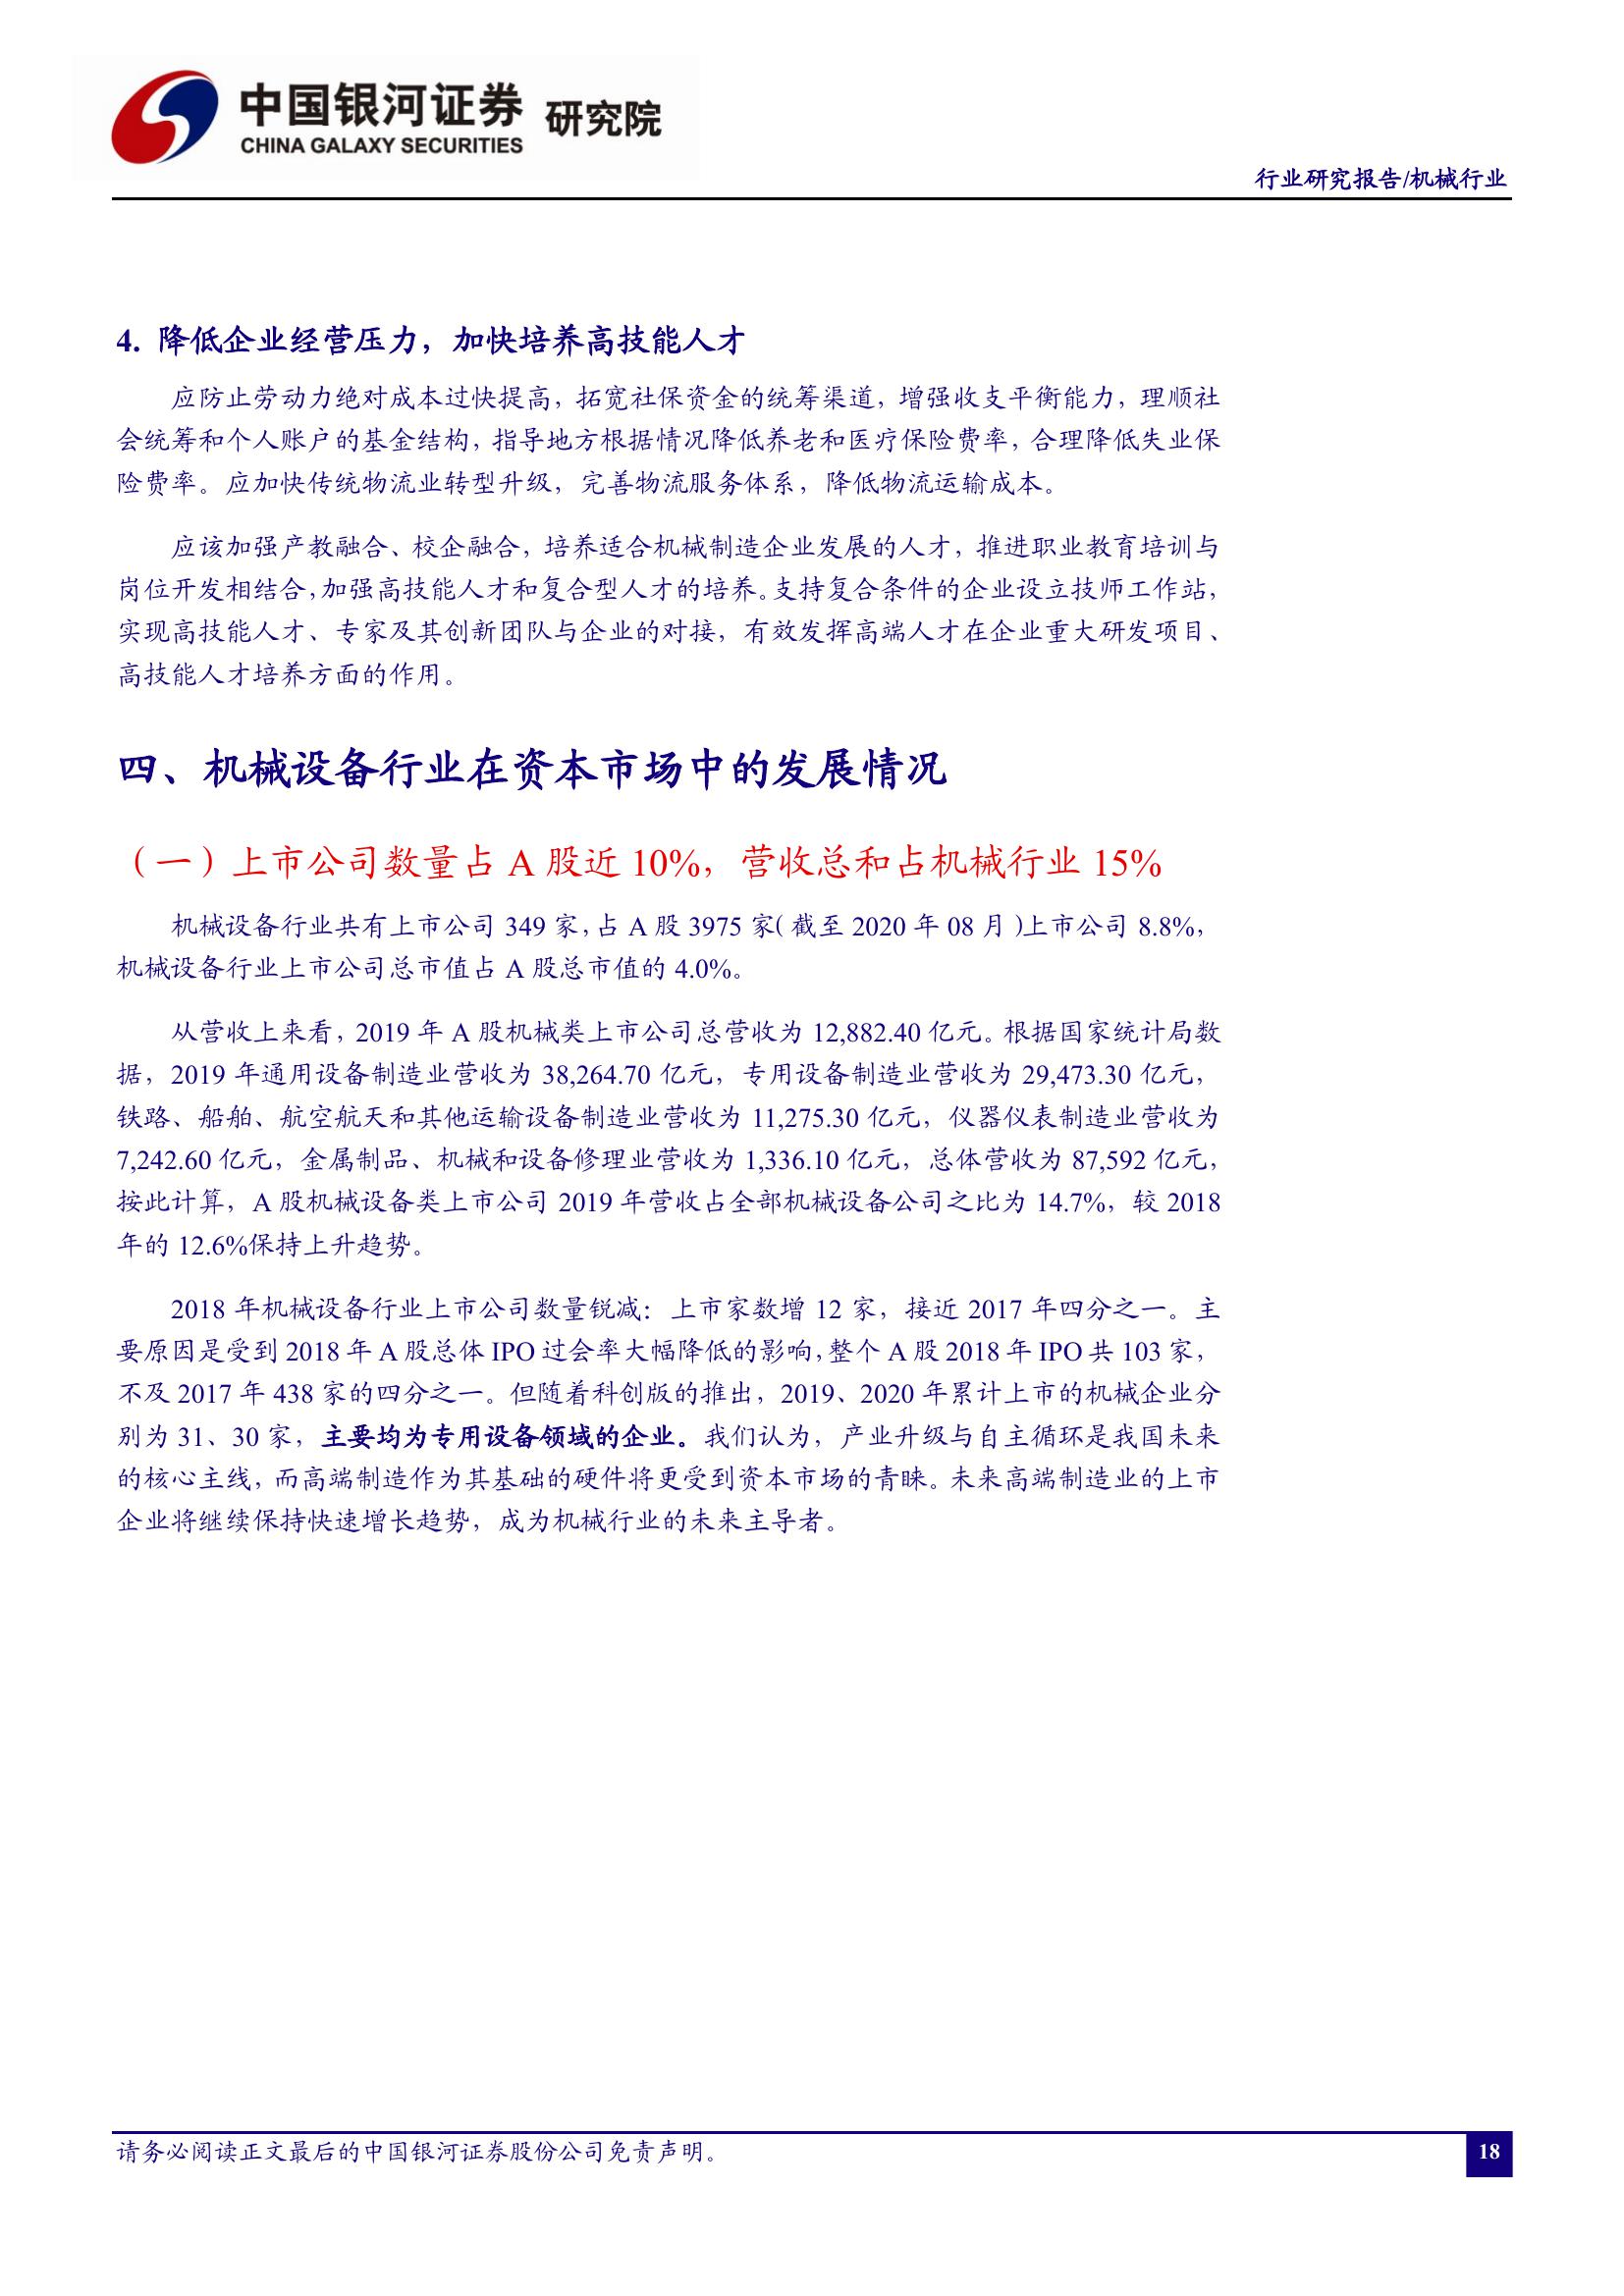 中国银河证券 研究院
CHINA GALAXY SECURITIES
行业研究报告/机械行业
4. 降低企业经营压力，加快培养高技能人才
应防止劳动力绝对成本过快提高，拓宽社保资金的统筹渠道，增强收支平衡能力，理顺社
会统筹和个人账户的基金结构，指导地方根据情况降低养老和医疗保险费率，合理降低失业保
险费率。应加快传统物流业转型升级，完善物流服务体系，降低物流运输成本。
应该加强产教融合、校企融合，培养适合机械制造企业发展的人才，推进职业教育培训与
岗位开发相结合，加强高技能人才和复合型人才的培养。支持复合条件的企业设立技师工作站，
实现高技能人才、专家及其创新团队与企业的对接，有效发挥高端人才在企业重大研发项目、
高技能人才培养方面的作用。
四、机械设备行业在资本市场中的发展情况
（一）上市公司数量占 A 股近 10%，营收总和占机械行业 15%
机械设备行业共有上市公司 349 家，占 A 股 3975 家（截至 2020 年 08 月）上市公司 8.8%，
机械设备行业上市公司总市值占 A 股总市值的 4.0%。
从营收上来看，2019 年 A 股机械类上市公司总营收为 12,882.40 亿元。根据国家统计局数
据，2019 年通用设备制造业营收为 38,264.70 亿元，专用设备制造业营收为 29,473.30 亿元，
铁路、船舶、航空航天和其他运输设备制造业营收为 11,275.30 亿元，仪器仪表制造业营收为
7,242.60 亿元，金属制品、机械和设备修理业营收为 1,336.10 亿元，总体营收为 87,592 亿元，
按此计算，A 股机械设备类上市公司 2019 年营收占全部机械设备公司之比为 14.7%，较 2018
年的 12.6%保持上升趋势。
2018 年机械设备行业上市公司数量锐减：上市家数增 12 家，接近 2017 年四分之一。主
要原因是受到 2018 年 A 股总体 IPO 过会率大幅降低的影响，整个 A 股 2018 年 IPO 共 103 家，
不及 2017 年 438 家的四分之一。但随着科创版的推出，2019、2020 年累计上市的机械企业分
别为 31、30 家，主要均为专用设备领域的企业。我们认为，产业升级与自主循环是我国未来
的核心主线，而高端制造作为其基础的硬件将更受到资本市场的青睐。未来高端制造业的上市
企业将继续保持快速增长趋势，成为机械行业的未来主导者。
请务必阅读正文最后的中国银河证券股份公司免责声明。
18